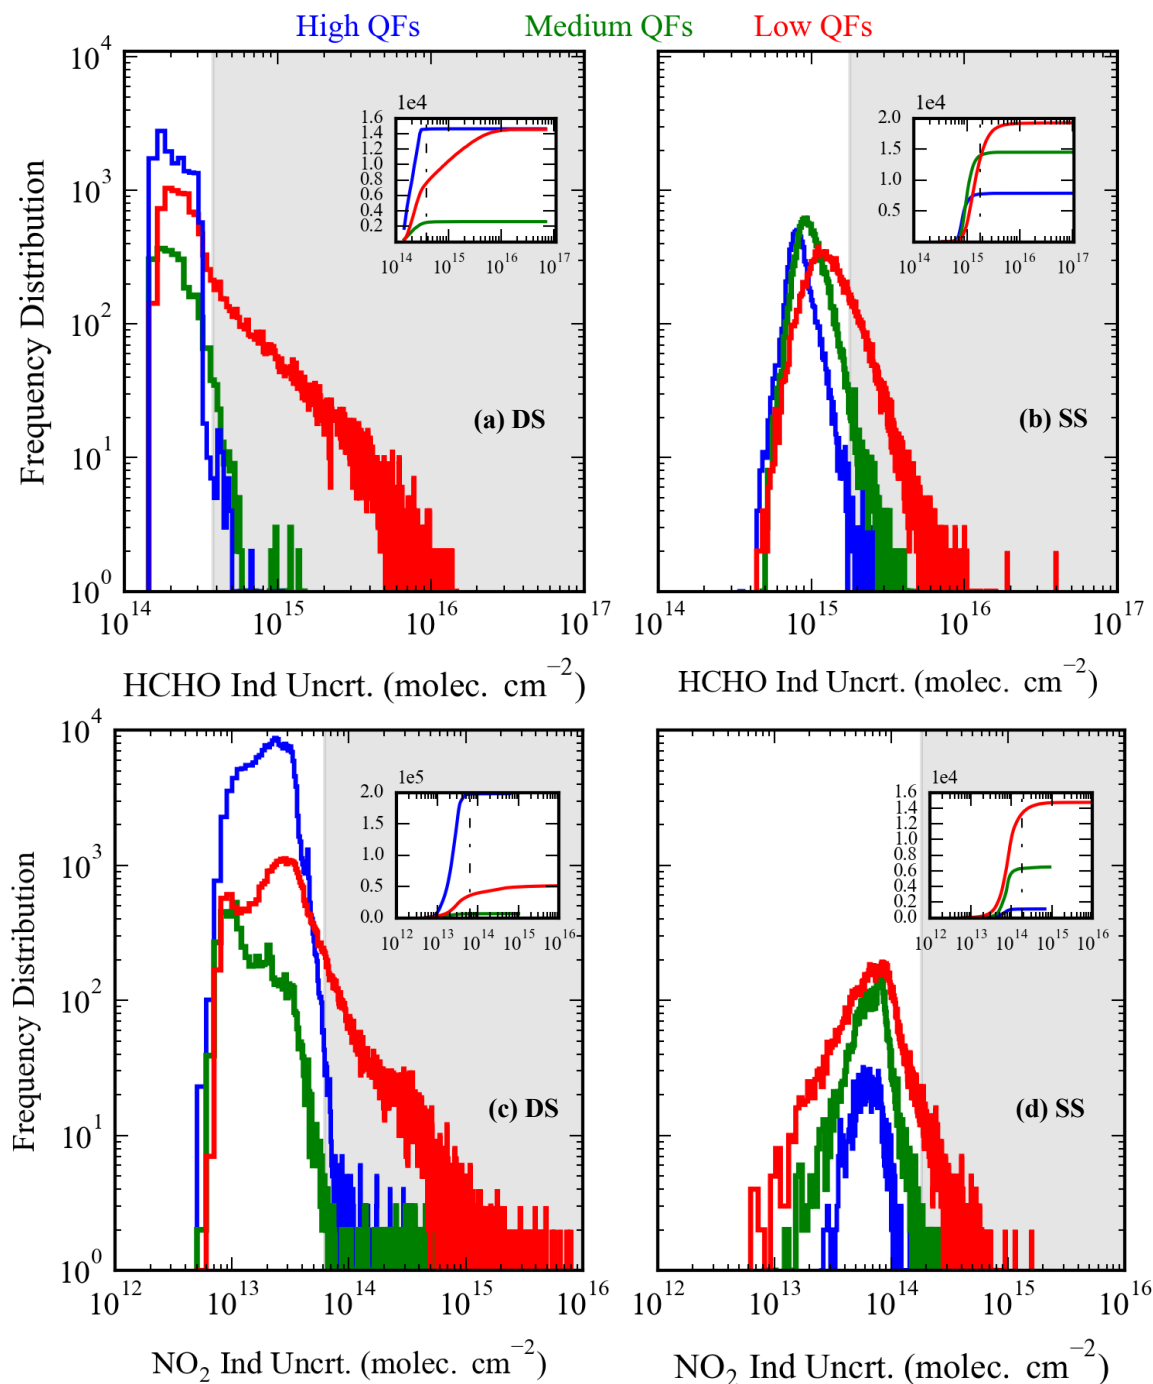 High QFs Medium QFs Low QFs
Frequency Distribution
10^4
10^3
10^2
10^1
10^0
1e4
1.6
1.4
1.2
1.0
0.8
0.6
0.4
0.2
10^14 10^15 10^16 10^17
(a) DS
10^14 10^15 10^16 10^17
HCHO Ind Uncrt. (molec. cm^−2)
1e4
2.0
1.5
1.0
0.5
10^14 10^15 10^16 10^17
(b) SS
10^14 10^15 10^16 10^17
HCHO Ind Uncrt. (molec. cm^−2)
Frequency Distribution
10^4
10^3
10^2
10^1
10^0
1e5
2.0
1.5
1.0
0.5
0.0
10^12 10^13 10^14 10^15 10^16
(c) DS
10^12 10^13 10^14 10^15 10^16
NO_2 Ind Uncrt. (molec. cm^−2)
1e4
1.6
1.4
1.2
1.0
0.8
0.6
0.4
0.2
0.0
10^12 10^13 10^14 10^15 10^16
(d) SS
10^12 10^13 10^14 10^15 10^16
NO_2 Ind Uncrt. (molec. cm^−2)